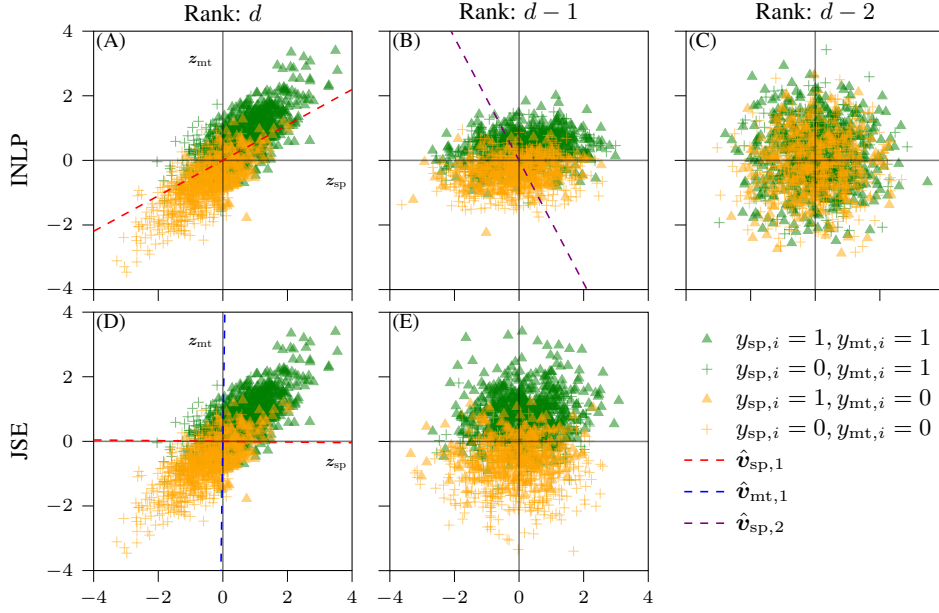 Rank: d
Rank: d − 1
Rank: d − 2
INLP
4
2
0
−2
−4
(A)
z_mt
z_sp
(B)
(C)
JSE
4
2
0
−2
−4
(D)
z_mt
z_sp
(E)
−4 −2 0 2 4
−4 −2 0 2 4
y_sp,i = 1, y_mt,i = 1
y_sp,i = 0, y_mt,i = 1
y_sp,i = 1, y_mt,i = 0
y_sp,i = 0, y_mt,i = 0
v̂_sp,1
v̂_mt,1
v̂_sp,2